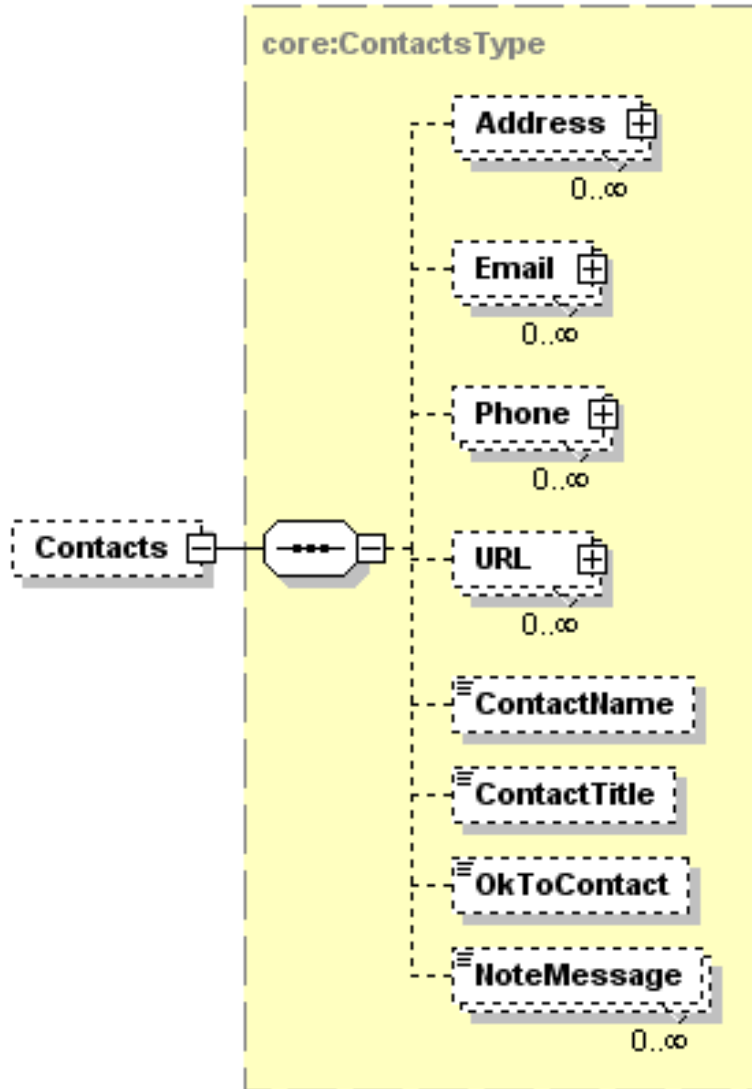 core:ContactsType
Address
0..∞
Email
0..∞
Phone
0..∞
Contacts
URL
0..∞
ContactName
ContactTitle
OkToContact
NoteMessage
0..∞